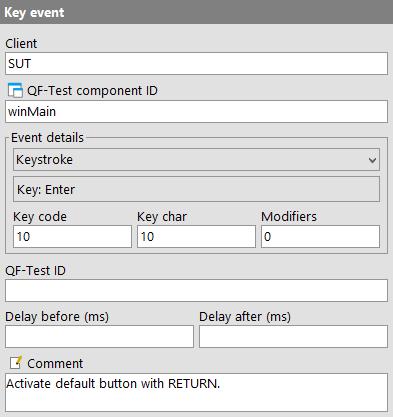 Key event
Client
SUT
QF-Test component ID
winMain
Event details
Keystroke
Key: Enter
Key code Key char Modifiers
10 10 0
QF-Test ID
Delay before (ms) Delay after (ms)
Comment
Activate default button with RETURN.